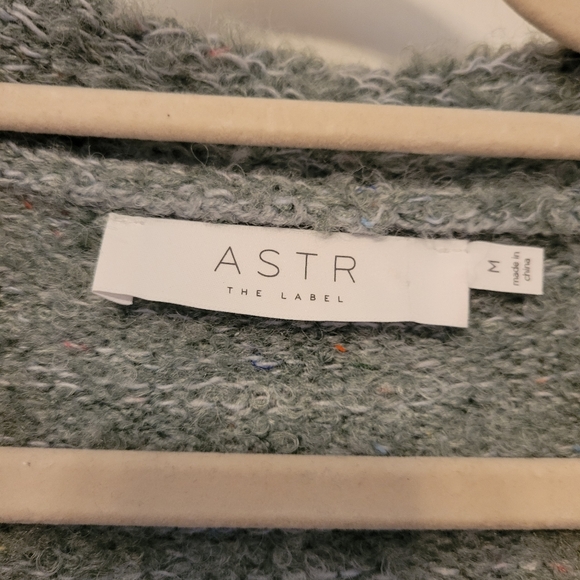 ASTR
THE LABEL
M
made in
china